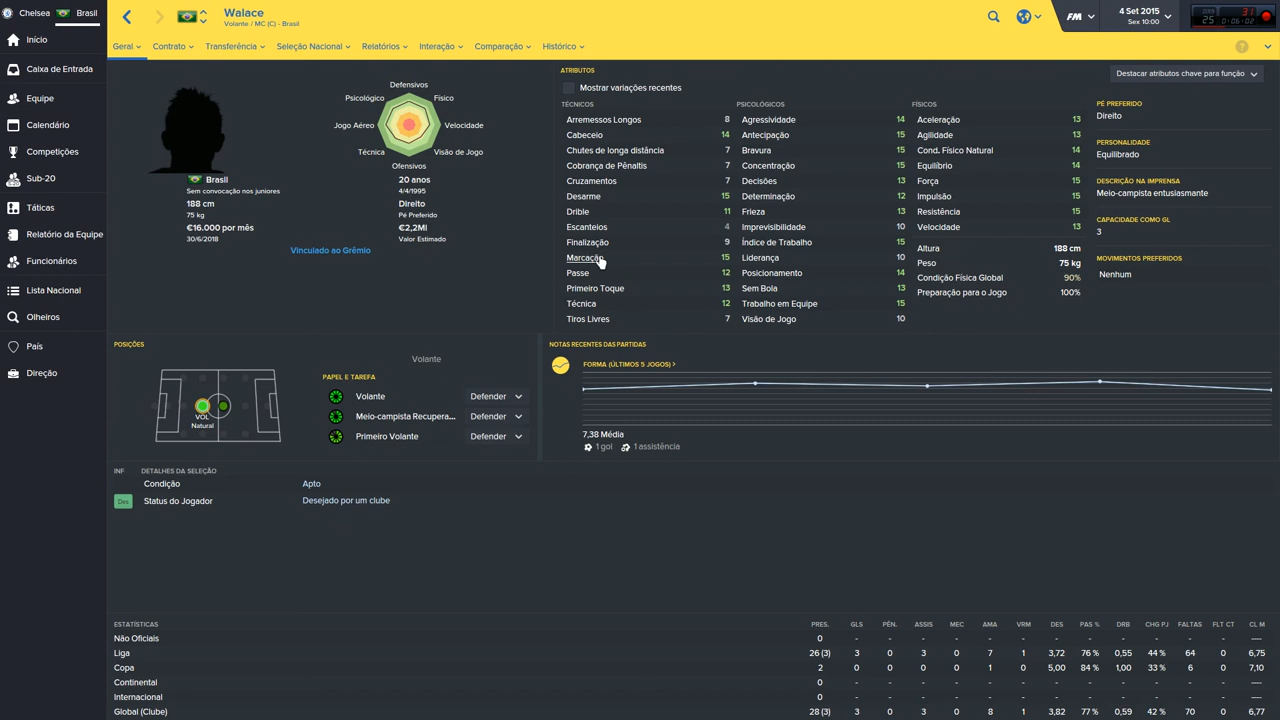 Chelsea Brasil
Walace
Volante / MC (C) - Brasil
FM
4 Set 2015
Sex 10:00
25 31
0:06:02
Início
Caixa de Entrada
Equipe
Calendário
Competições
Sub-20
Táticas
Relatório da Equipe
Funcionários
Lista Nacional
Olheiros
País
Direção
Geral Contrato Transferência Seleção Nacional Relatórios Interação Comparação Histórico
Defensivos
Psicológico Físico
Jogo Aéreo Velocidade
Técnica Visão de Jogo
Ofensivos
Brasil
Sem convocação nos juniores
188 cm
75 kg
€16.000 por mês
30/6/2018
20 anos
4/4/1995
Direito
Pé Preferido
€2,2Mi
Valor Estimado
Vinculado ao Grêmio
ATRIBUTOS
Mostrar variações recentes
Destacar atributos chave para função
TÉCNICOS
Arremessos Longos 8
Cabeceio 14
Chutes de longa distância 7
Cobrança de Pênaltis 7
Cruzamentos 7
Desarme 15
Drible 11
Escanteios 4
Finalização 9
Marcação 15
Passe 12
Primeiro Toque 13
Técnica 12
Tiros Livres 7
PSICOLÓGICOS
Agressividade 14
Antecipação 15
Bravura 15
Concentração 15
Decisões 13
Determinação 12
Frieza 13
Imprevisibilidade 10
Índice de Trabalho 15
Liderança 10
Posicionamento 14
Sem Bola 13
Trabalho em Equipe 15
Visão de Jogo 10
FÍSICOS
Aceleração 13
Agilidade 13
Cond. Físico Natural 14
Equilíbrio 14
Força 15
Impulsão 15
Resistência 15
Velocidade 13
Altura 188 cm
Peso 75 kg
Condição Física Global 90%
Preparação para o Jogo 100%
PÉ PREFERIDO
Direito
PERSONALIDADE
Equilibrado
DESCRIÇÃO NA IMPRENSA
Meio-campista entusiasmante
CAPACIDADE COMO GL
3
MOVIMENTOS PREFERIDOS
Nenhum
POSIÇÕES
VOL
Natural
Volante
PAPEL E TAREFA
Volante Defender
Meio-campista Recupera... Defender
Primeiro Volante Defender
NOTAS RECENTES DAS PARTIDAS
FORMA (ÚLTIMOS 5 JOGOS) >
7,38 Média
1 gol 1 assistência
INF DETALHES DA SELEÇÃO
Condição Apto
Des Status do Jogador Desejado por um clube
ESTATÍSTICAS PRES. GLS PÊN. ASSIS MEC AMA VRM DES PAS % DRB CHG PJ FALTAS FLT CT CL M
Não Oficiais 0 - - - - - - - - - - - - ----
Liga 26 (3) 3 0 3 - 7 1 3,72 76 % 0,55 44 % 64 0 6,75
Copa 2 0 0 0 - 1 0 5,00 84 % 1,00 33 % 6 0 7,10
Continental 0 - - - - - - - - - - - - ----
Internacional 0 - - - - - - - - - - - - ----
Global (Clube) 28 (3) 3 0 3 - 8 1 3,82 77 % 0,59 42 % 70 0 6,77